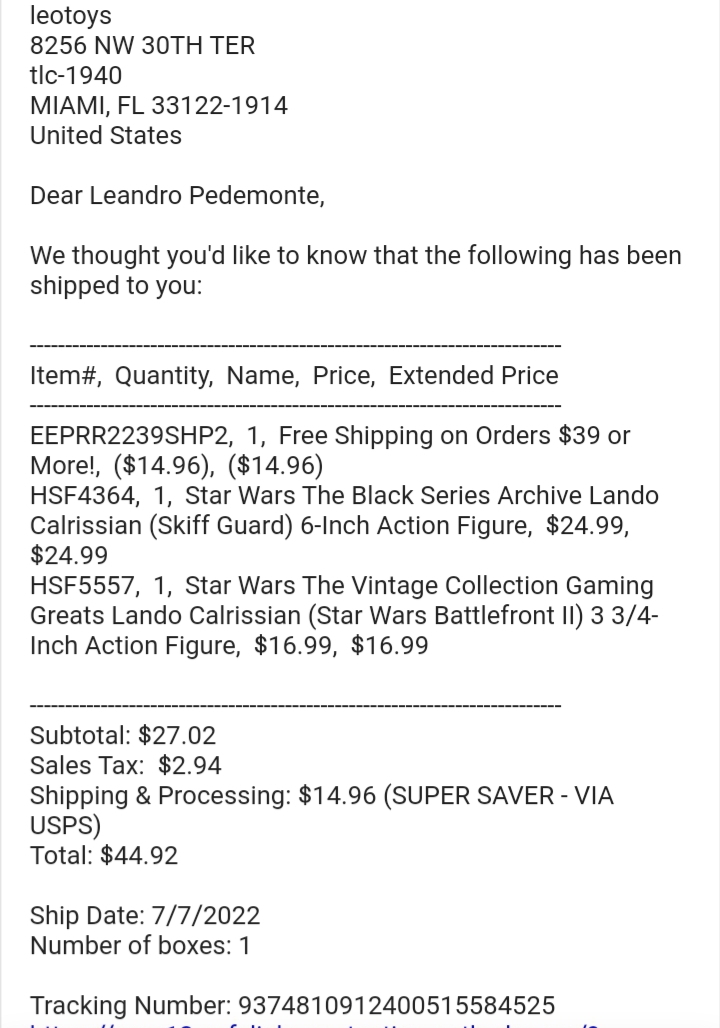 leotoys
8256 NW 30TH TER
tlc-1940
MIAMI, FL 33122-1914
United States
Dear Leandro Pedemonte,
We thought you'd like to know that the following has been
shipped to you:
---------------------------------------------------------------------------
Item#,  Quantity,  Name,  Price,  Extended Price
---------------------------------------------------------------------------
EEPRR2239SHP2,  1,  Free Shipping on Orders $39 or
More!,  ($14.96),  ($14.96)
HSF4364,  1,  Star Wars The Black Series Archive Lando
Calrissian (Skiff Guard) 6-Inch Action Figure,  $24.99,
$24.99
HSF5557,  1,  Star Wars The Vintage Collection Gaming
Greats Lando Calrissian (Star Wars Battlefront II) 3 3/4-
Inch Action Figure,  $16.99,  $16.99
---------------------------------------------------------------------------
Subtotal: $27.02
Sales Tax:  $2.94
Shipping & Processing: $14.96 (SUPER SAVER - VIA
USPS)
Total: $44.92
Ship Date: 7/7/2022
Number of boxes: 1
Tracking Number: 9374810912400515584525